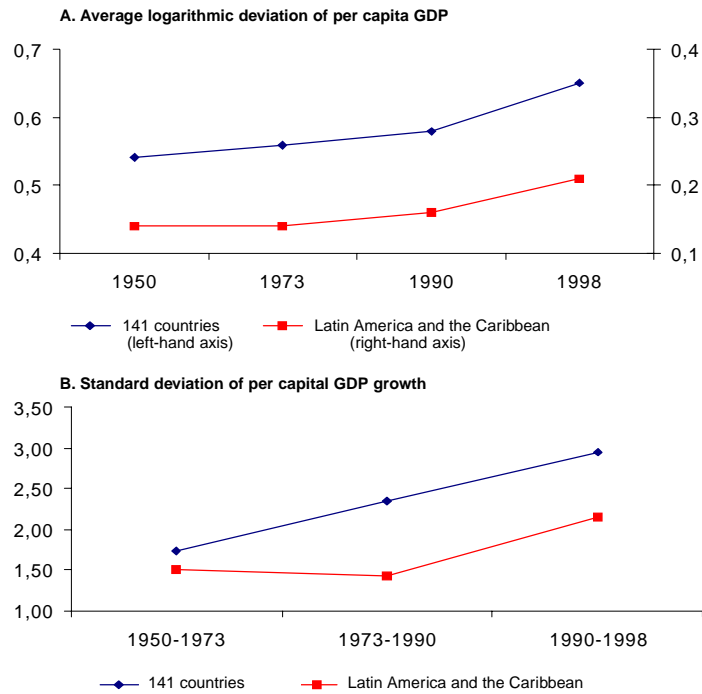 A. Average logarithmic deviation of per capita GDP
0,7 0,4
0,6 0,3
0,5 0,2
0,4 0,1
1950 1973 1990 1998
141 countries Latin America and the Caribbean
(left-hand axis) (right-hand axis)
B. Standard deviation of per capital GDP growth
3,50
3,00
2,50
2,00
1,50
1,00
1950-1973 1973-1990 1990-1998
141 countries Latin America and the Caribbean